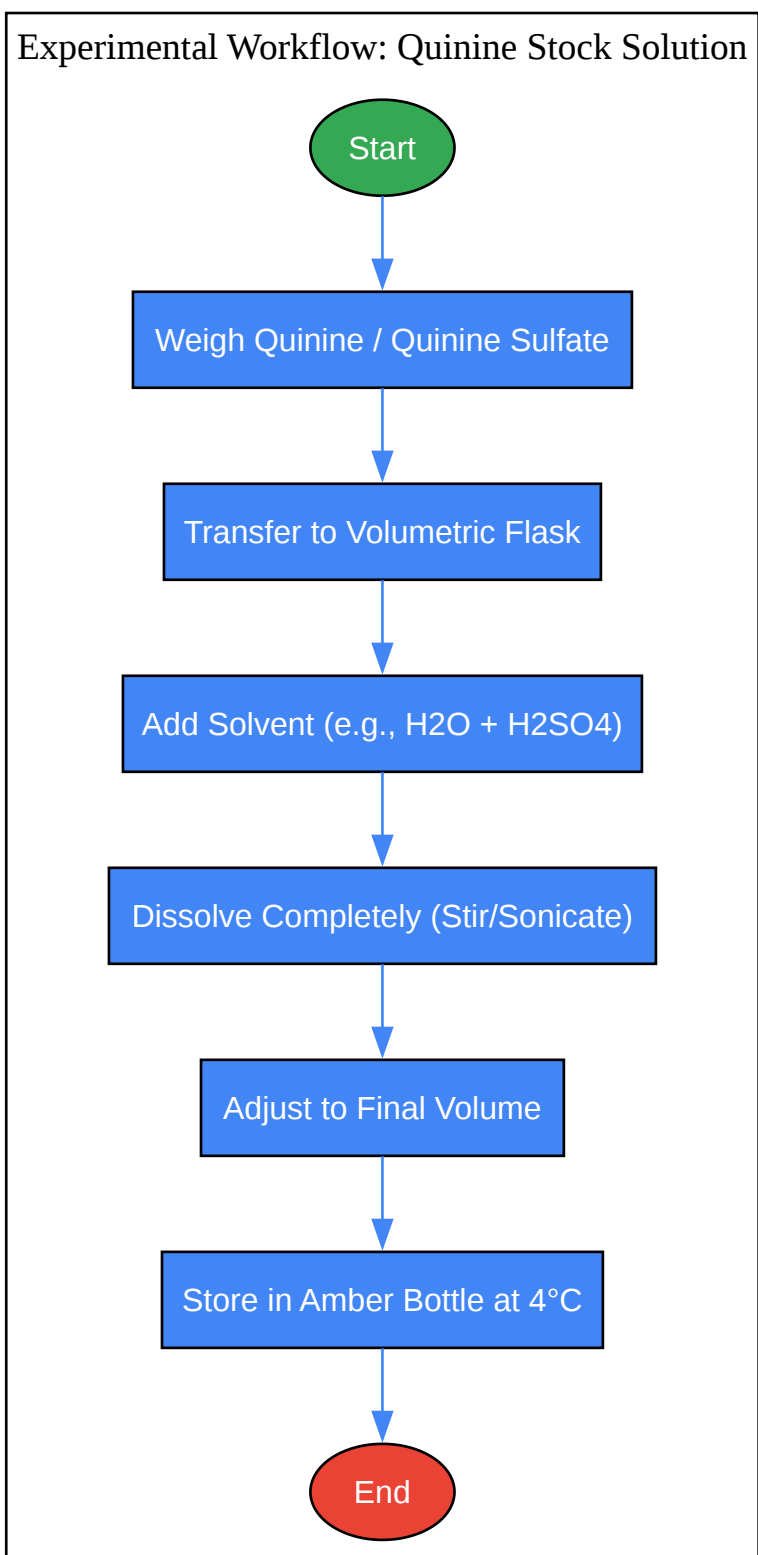 Experimental Workflow: Quinine Stock Solution
Start
Weigh Quinine / Quinine Sulfate
Transfer to Volumetric Flask
Add Solvent (e.g., H2O + H2SO4)
Dissolve Completely (Stir/Sonicate)
Adjust to Final Volume
Store in Amber Bottle at 4°C
End